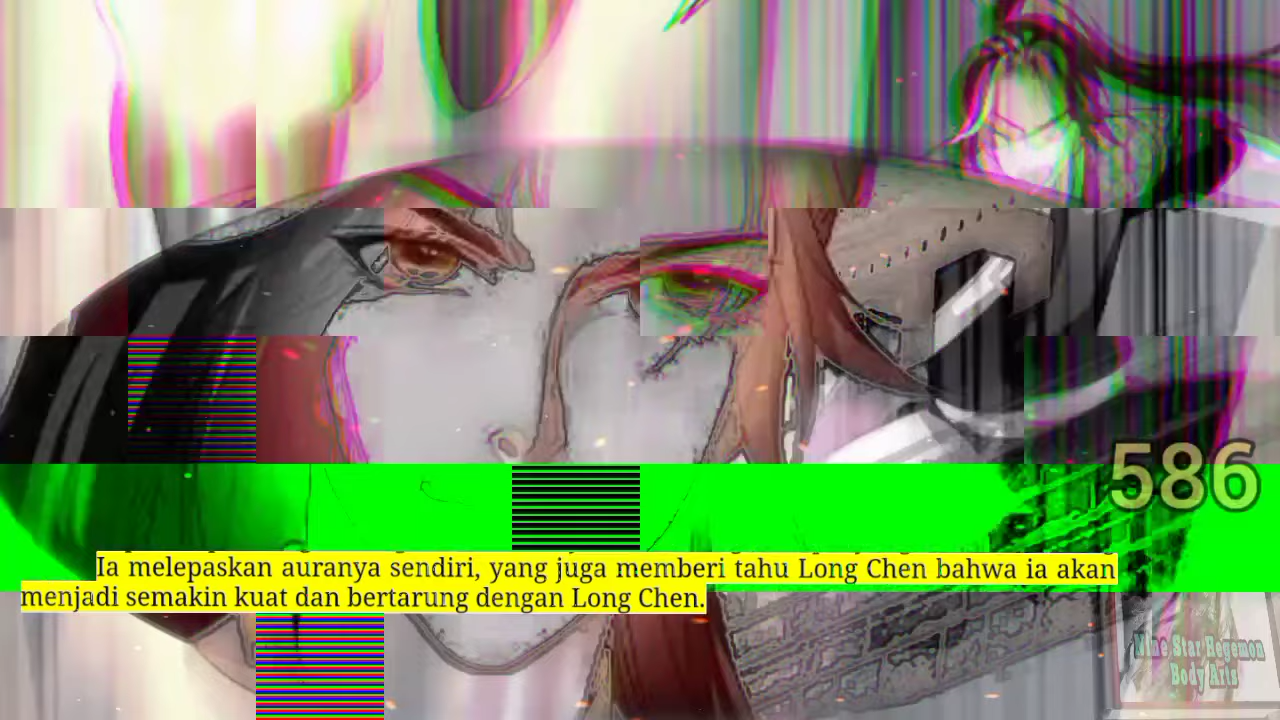 586
Ia melepaskan auranya sendiri, yang juga memberi tahu Long Chen bahwa ia akan
menjadi semakin kuat dan bertarung dengan Long Chen.
Nine Star Hegemon
Body Arts